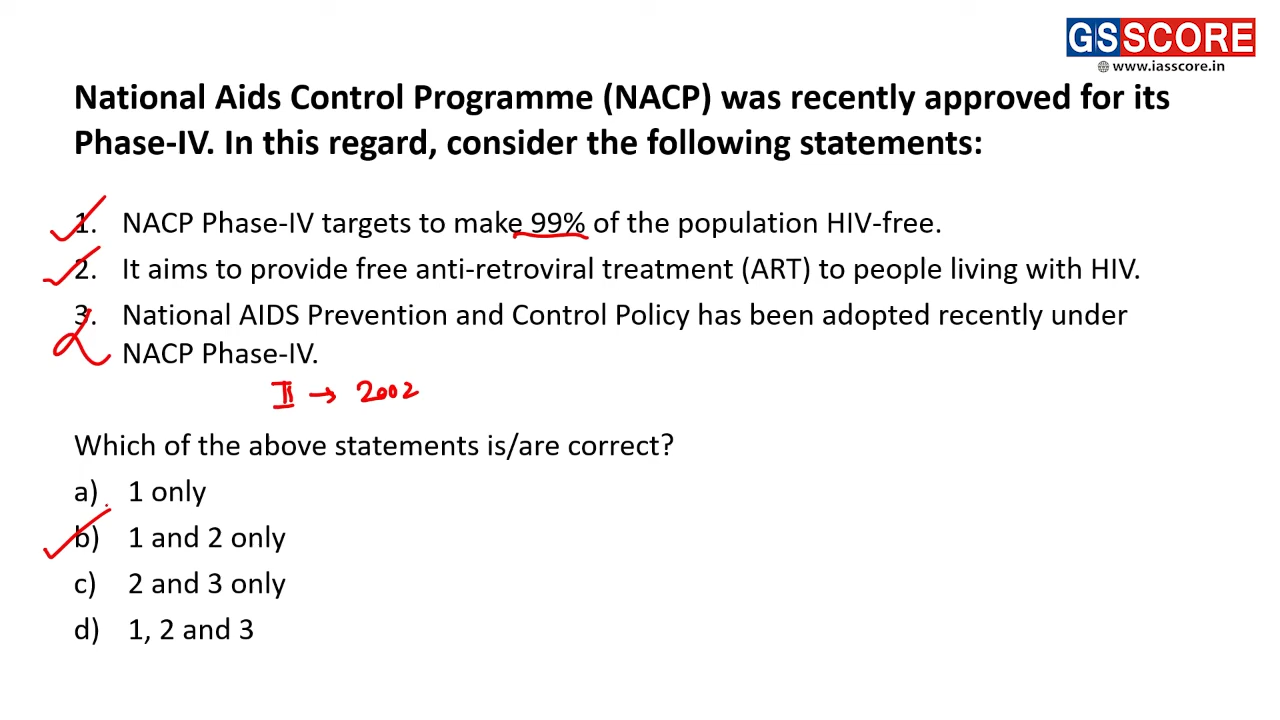 GSSCORE
www.iasscore.in
National Aids Control Programme (NACP) was recently approved for its
Phase-IV. In this regard, consider the following statements:
1. NACP Phase-IV targets to make 99% of the population HIV-free.
2. It aims to provide free anti-retroviral treatment (ART) to people living with HIV.
3. National AIDS Prevention and Control Policy has been adopted recently under
NACP Phase-IV.
II → 2002
Which of the above statements is/are correct?
a) 1 only
b) 1 and 2 only
c) 2 and 3 only
d) 1, 2 and 3